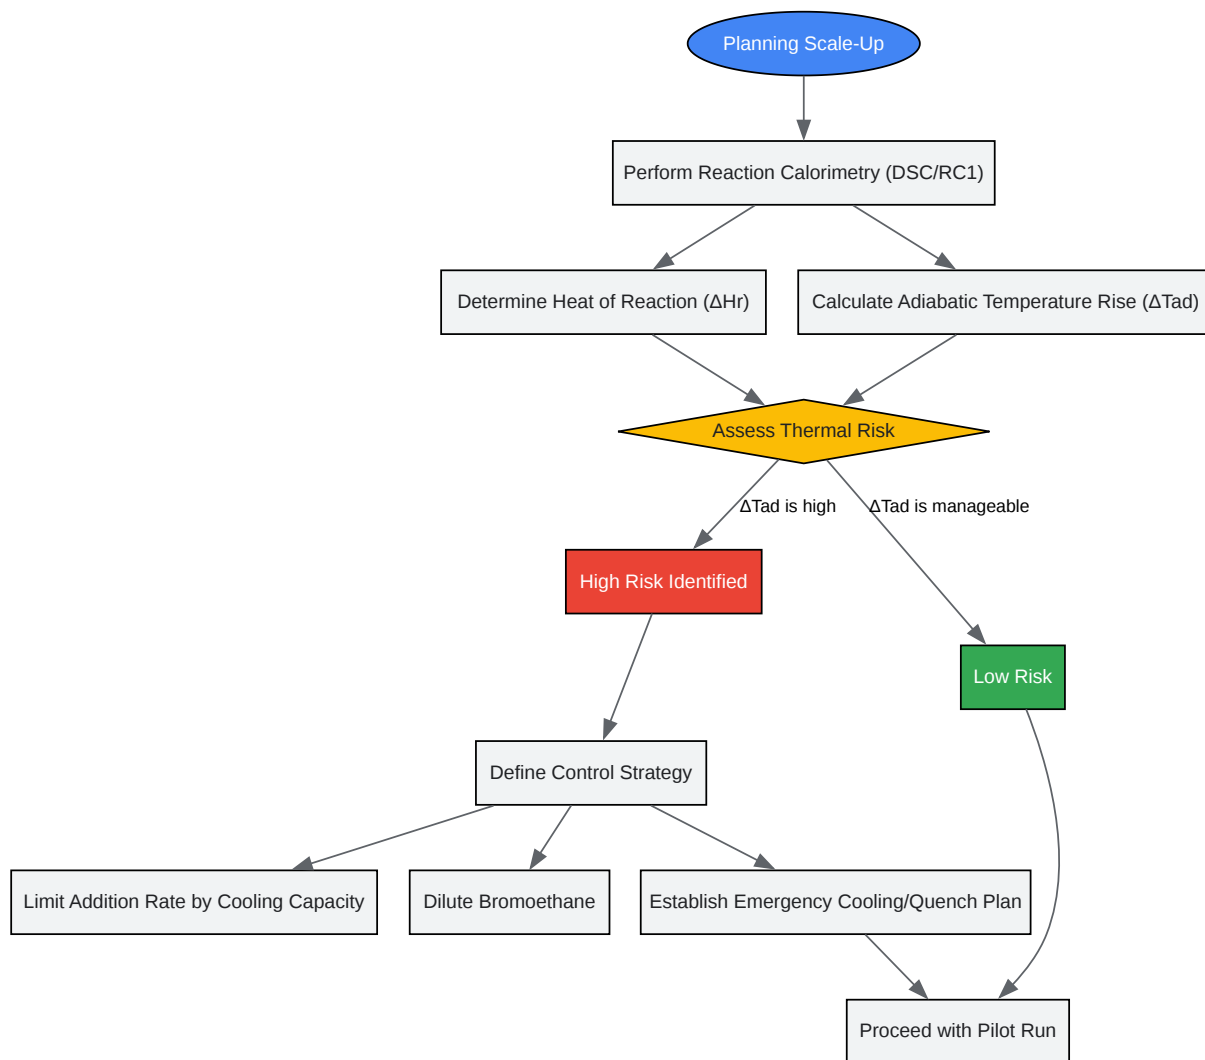 Planning Scale-Up
Perform Reaction Calorimetry (DSC/RC1)
Determine Heat of Reaction (ΔHr)
Calculate Adiabatic Temperature Rise (ΔTad)
Assess Thermal Risk
ΔTad is high
ΔTad is manageable
High Risk Identified
Low Risk
Define Control Strategy
Limit Addition Rate by Cooling Capacity
Dilute Bromoethane
Establish Emergency Cooling/Quench Plan
Proceed with Pilot Run